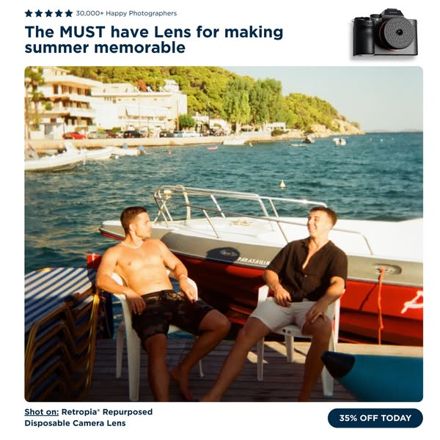 30,000+ Happy Photographers
The MUST have Lens for making
summer memorable
Shot on: Retropia® Repurposed
Disposable Camera Lens
35% OFF TODAY